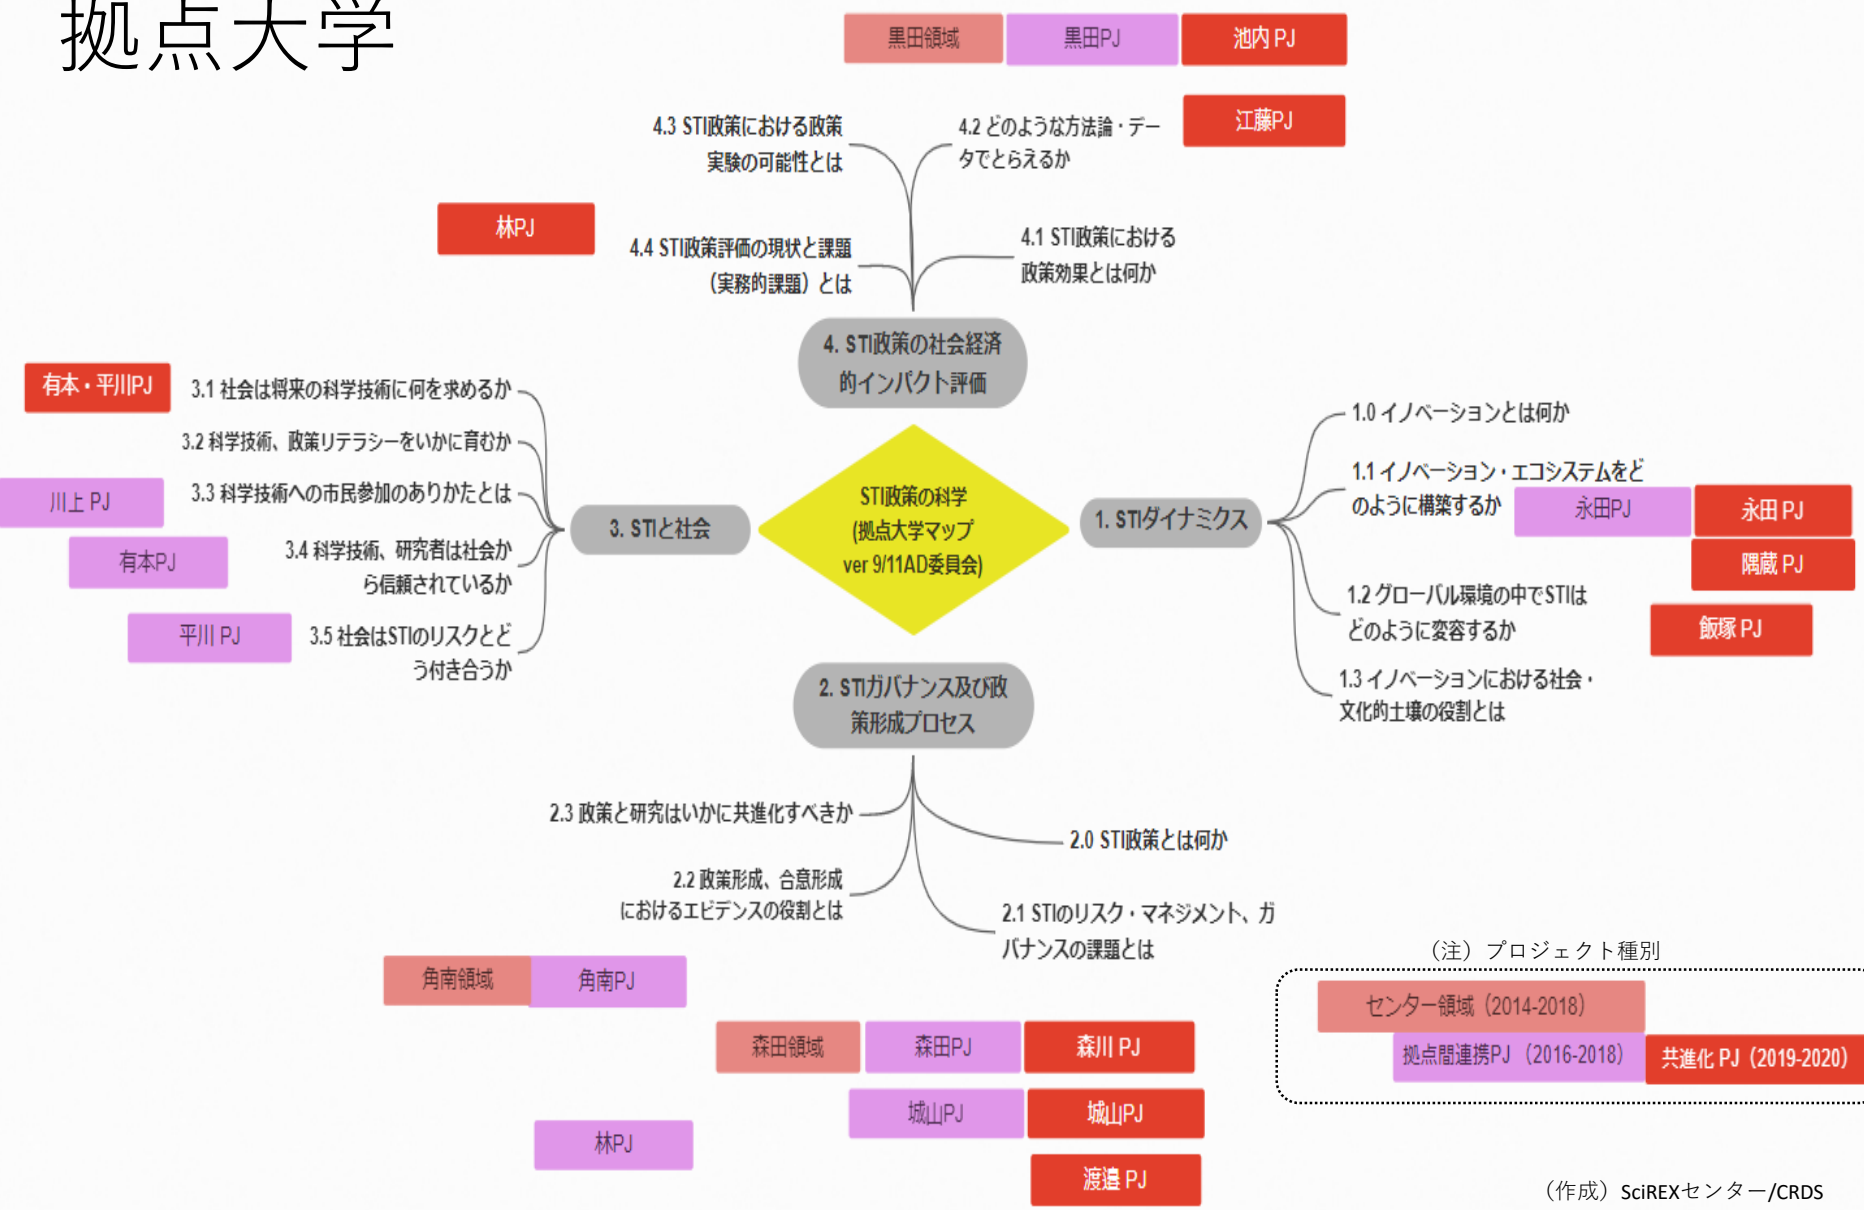 拠点大学
黒田領域
黒田PJ
池内 PJ
江藤PJ
4.3 STI政策における政策
実験の可能性とは
4.2 どのような方法論・デー
タでとらえるか
林PJ
4.4 STI政策評価の現状と課題
（実務的課題）とは
4.1 STI政策における
政策効果とは何か
4. STI政策の社会経済
的インパクト評価
有本・平川PJ
3.1 社会は将来の科学技術に何を求めるか
3.2 科学技術、政策リテラシーをいかに育むか
川上 PJ
3.3 科学技術への市民参加のありかたとは
有本PJ
3.4 科学技術、研究者は社会か
ら信頼されているか
平川 PJ
3.5 社会はSTIのリスクとど
う付き合うか
3. STIと社会
STI政策の科学
(拠点大学マップ
ver 9/11AD委員会)
1. STIダイナミクス
1.0 イノベーションとは何か
1.1 イノベーション・エコシステムをど
のように構築するか
永田PJ
永田 PJ
隅蔵 PJ
1.2 グローバル環境の中でSTIは
どのように変容するか
飯塚 PJ
1.3 イノベーションにおける社会・
文化的土壌の役割とは
2. STIガバナンス及び政
策形成プロセス
2.3 政策と研究はいかに共進化すべきか
2.0 STI政策とは何か
2.2 政策形成、合意形成
におけるエビデンスの役割とは
2.1 STIのリスク・マネジメント、ガ
バナンスの課題とは
角南領域
角南PJ
森田領域
森田PJ
森川 PJ
城山PJ
城山PJ
林PJ
渡邉 PJ
（注）プロジェクト種別
センター領域（2014-2018）
拠点間連携PJ （2016-2018）
共進化 PJ（2019-2020）
（作成）SciREXセンター/CRDS